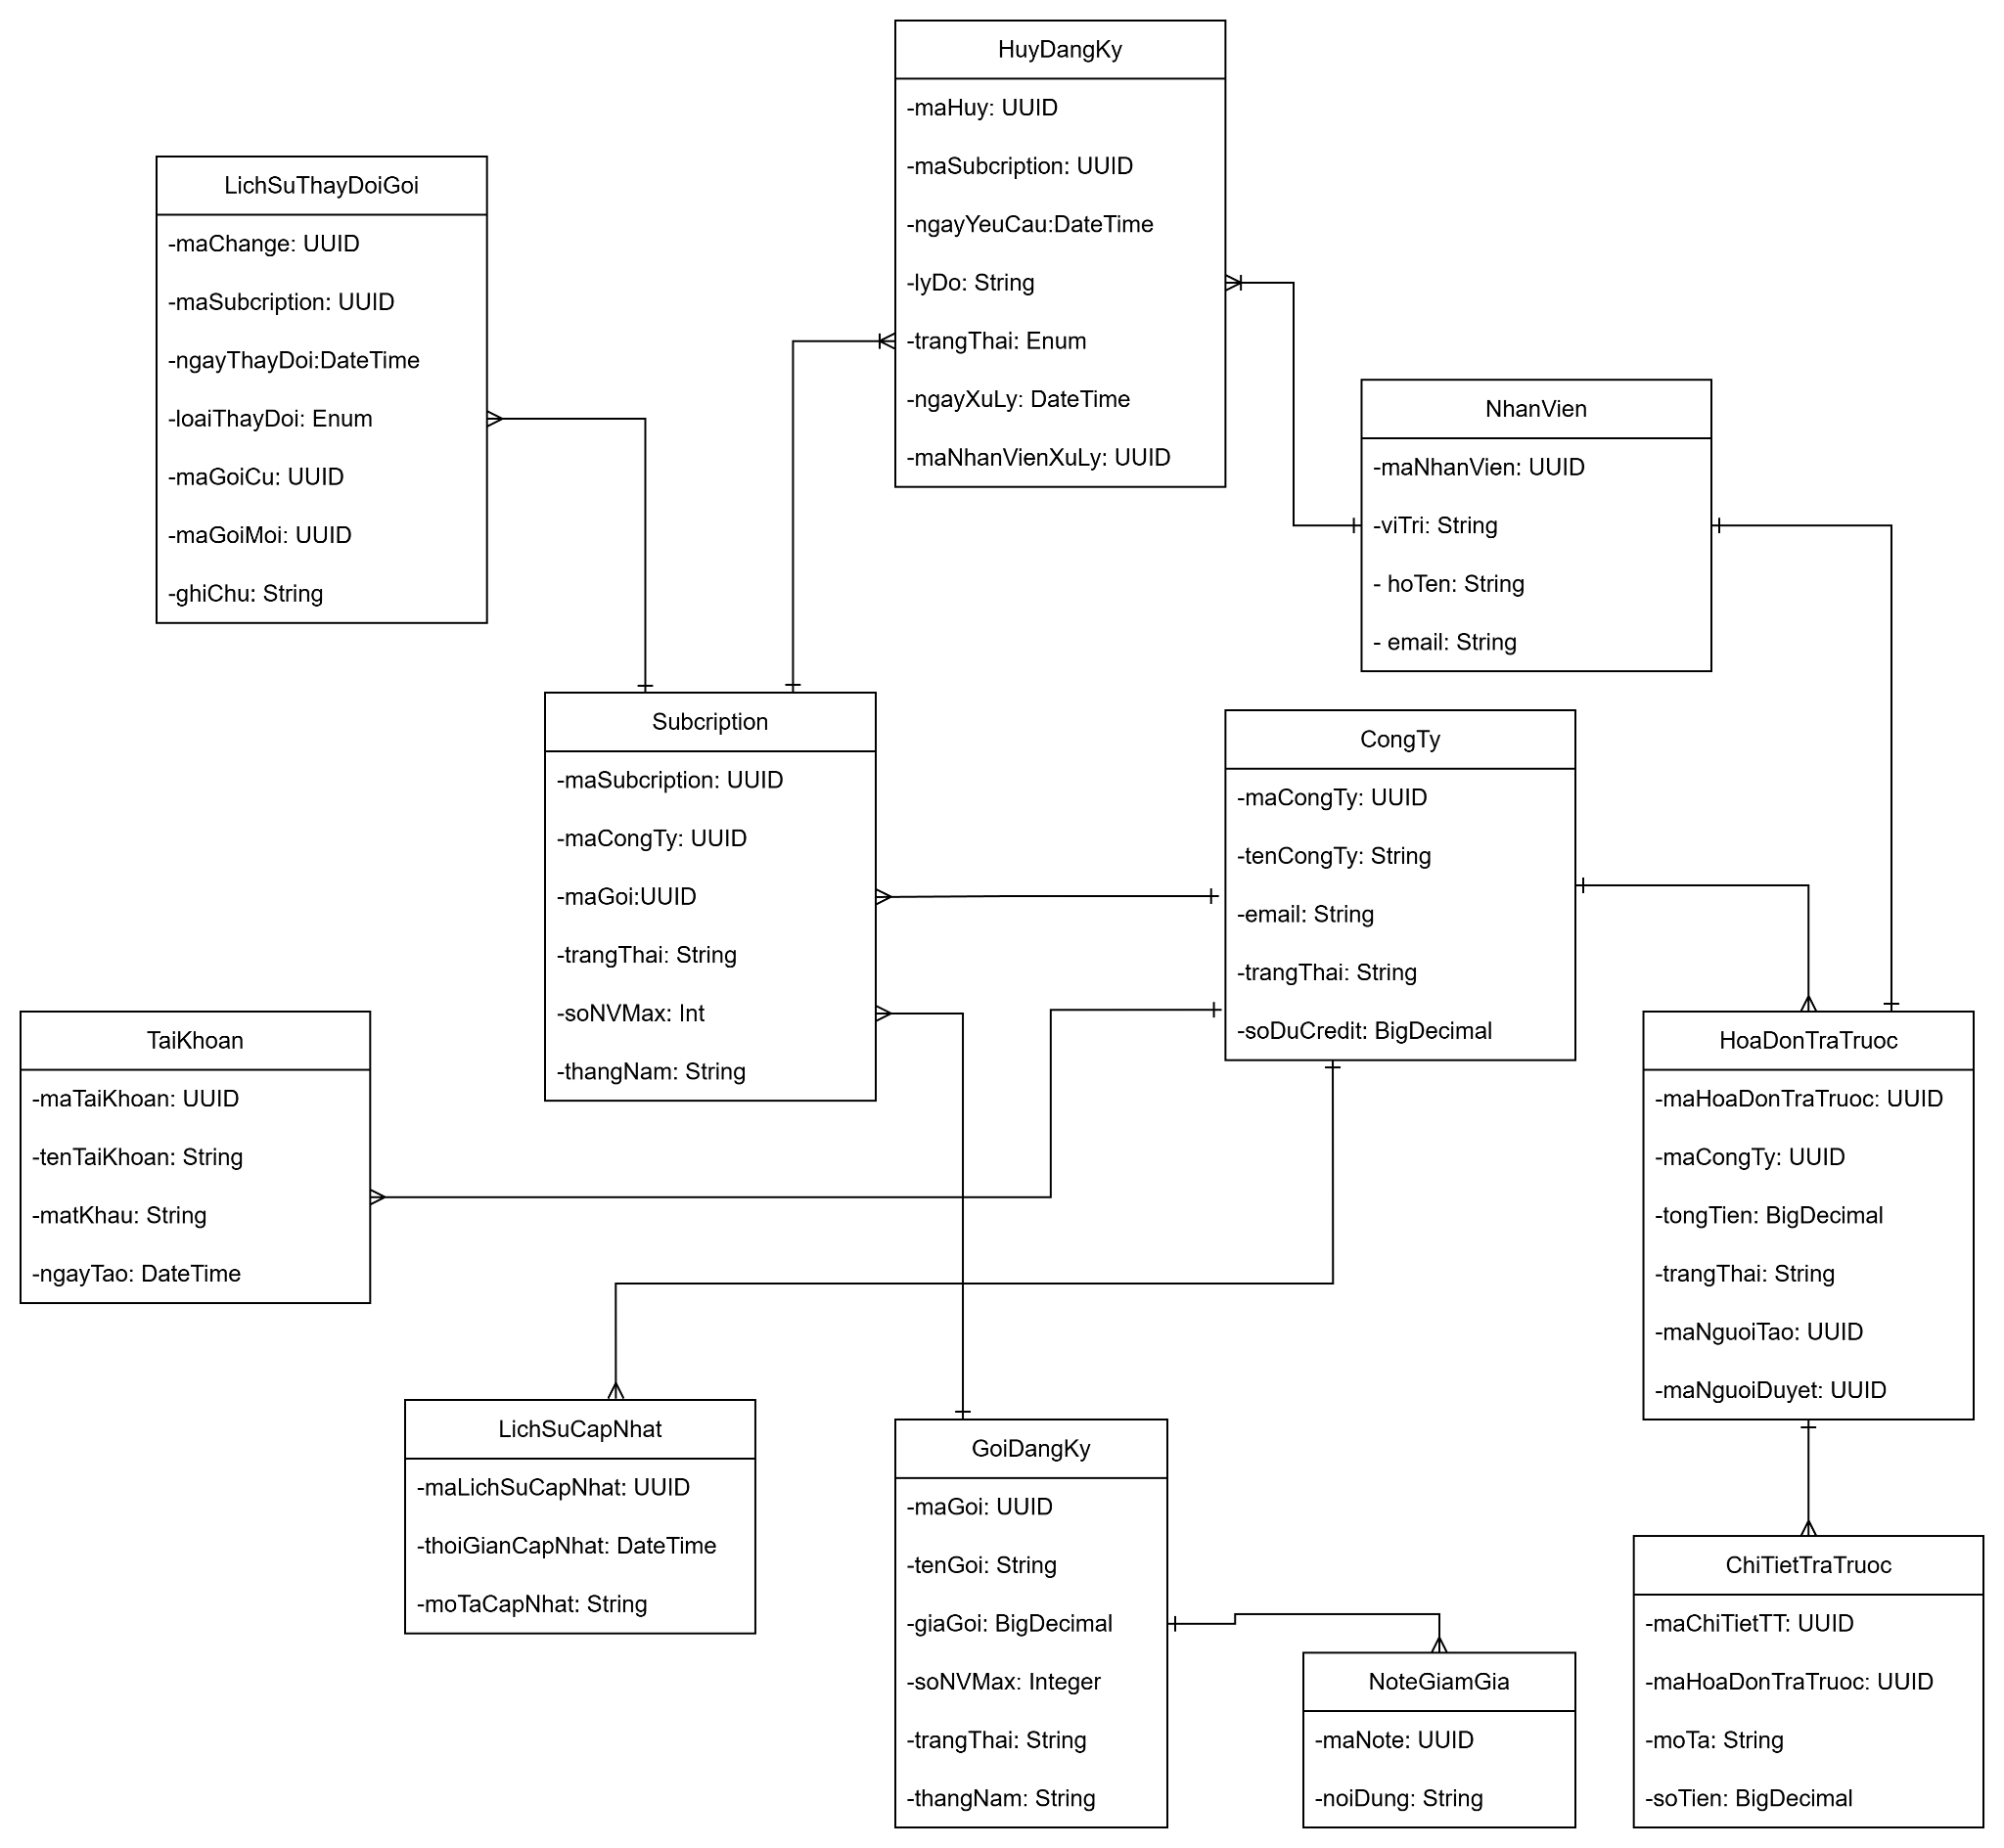 HuyDangKy
-maHuy: UUID
-maSubcription: UUID
-ngayYeuCau:DateTime
-lyDo: String
-trangThai: Enum
-ngayXuLy: DateTime
-maNhanVienXuLy: UUID
LichSuThayDoiGoi
-maChange: UUID
-maSubcription: UUID
-ngayThayDoi:DateTime
-loaiThayDoi: Enum
-maGoiCu: UUID
-maGoiMoi: UUID
-ghiChu: String
NhanVien
-maNhanVien: UUID
-viTri: String
- hoTen: String
- email: String
Subcription
-maSubcription: UUID
-maCongTy: UUID
-maGoi:UUID
-trangThai: String
-soNVMax: Int
-thangNam: String
CongTy
-maCongTy: UUID
-tenCongTy: String
-email: String
-trangThai: String
-soDuCredit: BigDecimal
TaiKhoan
-maTaiKhoan: UUID
-tenTaiKhoan: String
-matKhau: String
-ngayTao: DateTime
HoaDonTraTruoc
-maHoaDonTraTruoc: UUID
-maCongTy: UUID
-tongTien: BigDecimal
-trangThai: String
-maNguoiTao: UUID
-maNguoiDuyet: UUID
LichSuCapNhat
-maLichSuCapNhat: UUID
-thoiGianCapNhat: DateTime
-moTaCapNhat: String
GoiDangKy
-maGoi: UUID
-tenGoi: String
-giaGoi: BigDecimal
-soNVMax: Integer
-trangThai: String
-thangNam: String
NoteGiamGia
-maNote: UUID
-noiDung: String
ChiTietTraTruoc
-maChiTietTT: UUID
-maHoaDonTraTruoc: UUID
-moTa: String
-soTien: BigDecimal